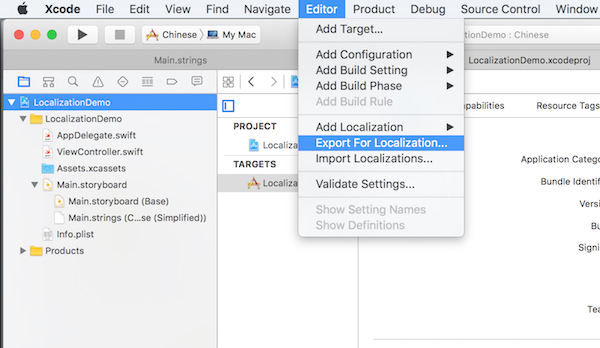 Xcode File Edit View Find Navigate Editor Product Debug Source Control Window
Chinese My Mac
nDemo : Chinese
Main.strings
LocalizationDemo.xcodeproj
LocalizationDemo
LocalizationDemo
AppDelegate.swift
ViewController.swift
Assets.xcassets
Main.storyboard
Main.storyboard (Base)
Main.strings (C...se (Simplified))
Info.plist
Products
PROJECT
Localiza
TARGETS
Localiza
Add Target...
Add Configuration
Add Build Setting
Add Build Phase
Add Build Rule
Add Localization
Export For Localization...
Import Localizations...
Validate Settings...
Show Setting Names
Show Definitions
apabilities Resource Tags
Application Catego
Bundle Identif
Versi
Bu
Signi
Tea